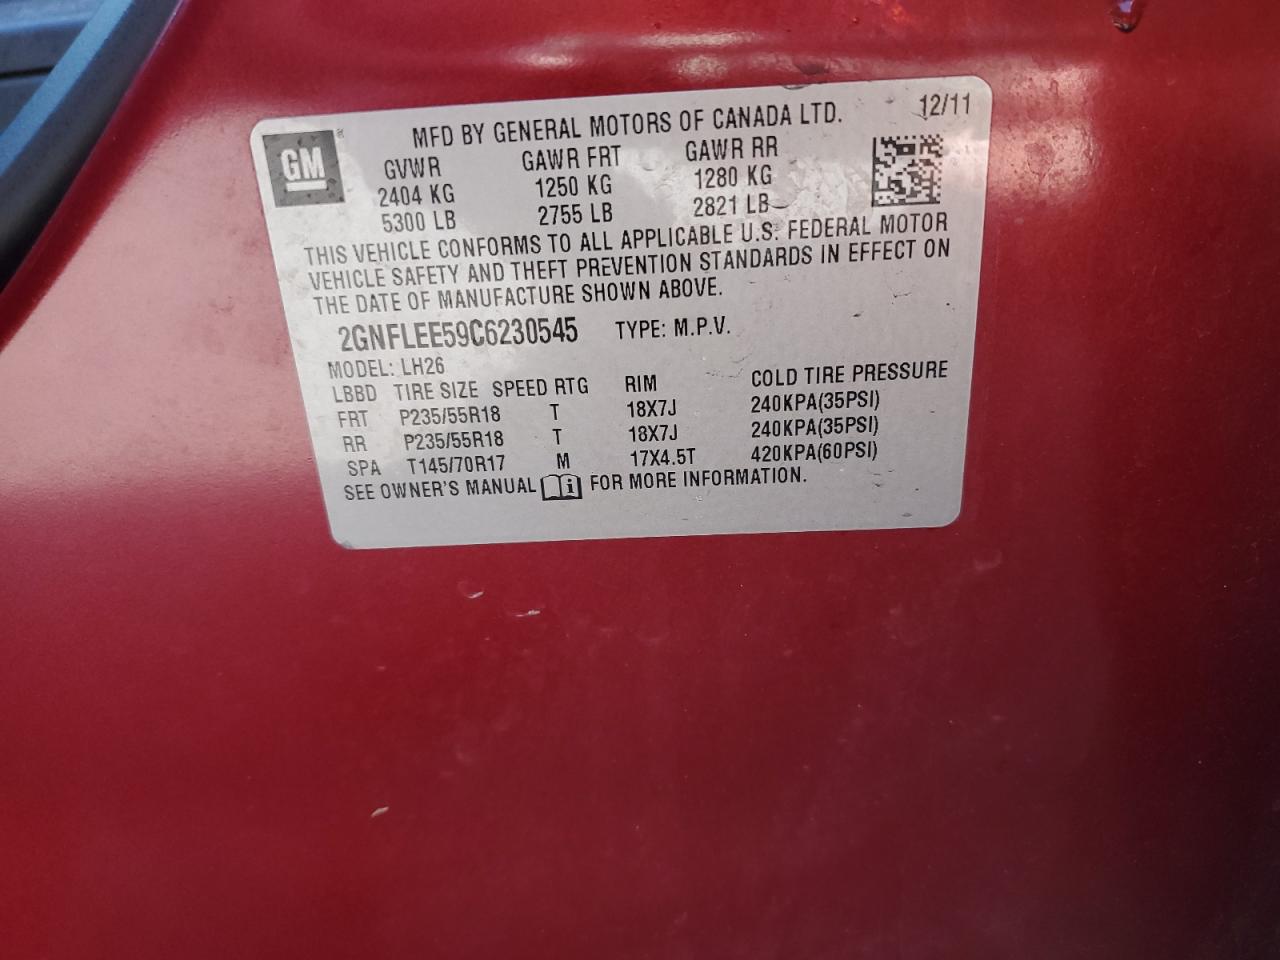 GM
MFD BY GENERAL MOTORS OF CANADA LTD. 12/11
GVWR GAWR FRT GAWR RR
2404 KG 1250 KG 1280 KG
5300 LB 2755 LB 2821 LB
THIS VEHICLE CONFORMS TO ALL APPLICABLE U.S. FEDERAL MOTOR
VEHICLE SAFETY AND THEFT PREVENTION STANDARDS IN EFFECT ON
THE DATE OF MANUFACTURE SHOWN ABOVE.
2GNFLEE59C6230545 TYPE: M.P.V.
MODEL: LH26
LBBD TIRE SIZE SPEED RTG RIM COLD TIRE PRESSURE
FRT P235/55R18 T 18X7J 240KPA(35PSI)
RR P235/55R18 T 18X7J 240KPA(35PSI)
SPA T145/70R17 M 17X4.5T 420KPA(60PSI)
SEE OWNER'S MANUAL i FOR MORE INFORMATION.